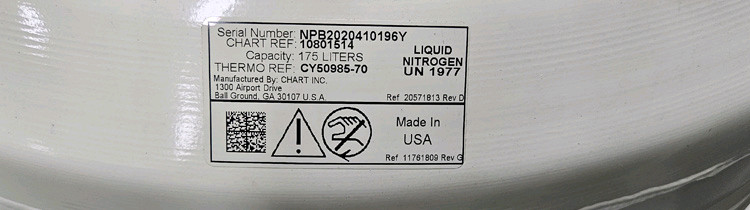 Serial Number: NPB2020410196Y
CHART REF: 10801514
Capacity: 175 LITERS
THERMO REF: CY50985-70
LIQUID
NITROGEN
UN 1977
Manufactured By: CHART INC.
1300 Airport Drive
Ball Ground, GA 30107 U.S.A.
Ref 20571813 Rev D
Made In
USA
Ref 11761809 Rev G